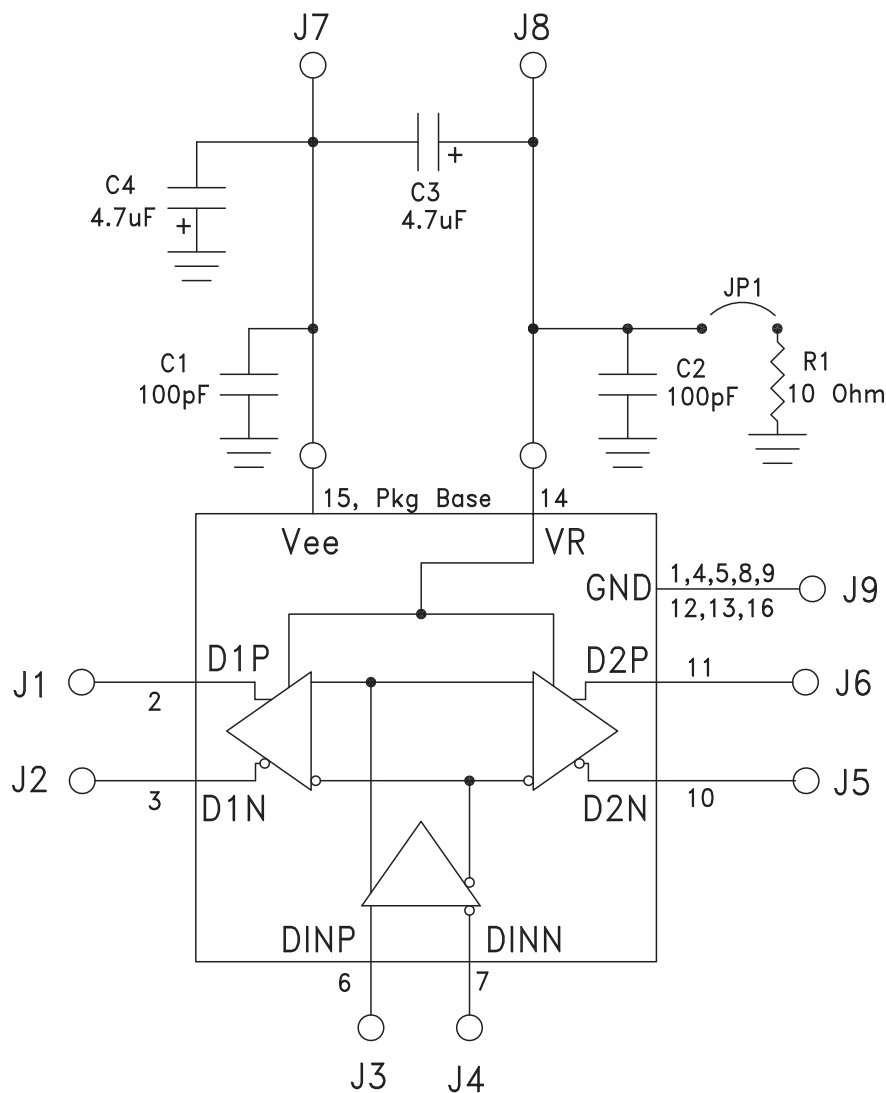 J7
J8
C4
4.7uF
+
+
C3
4.7uF
JP1
C1
100pF
C2
100pF
R1
10 Ohm
15, Pkg Base
14
Vee
VR
GND
1,4,5,8,9
12,13,16
J9
D1P
D2P
J1
2
11
J6
J2
3
D1N
D2N
10
J5
DINP
DINN
6
7
J3
J4